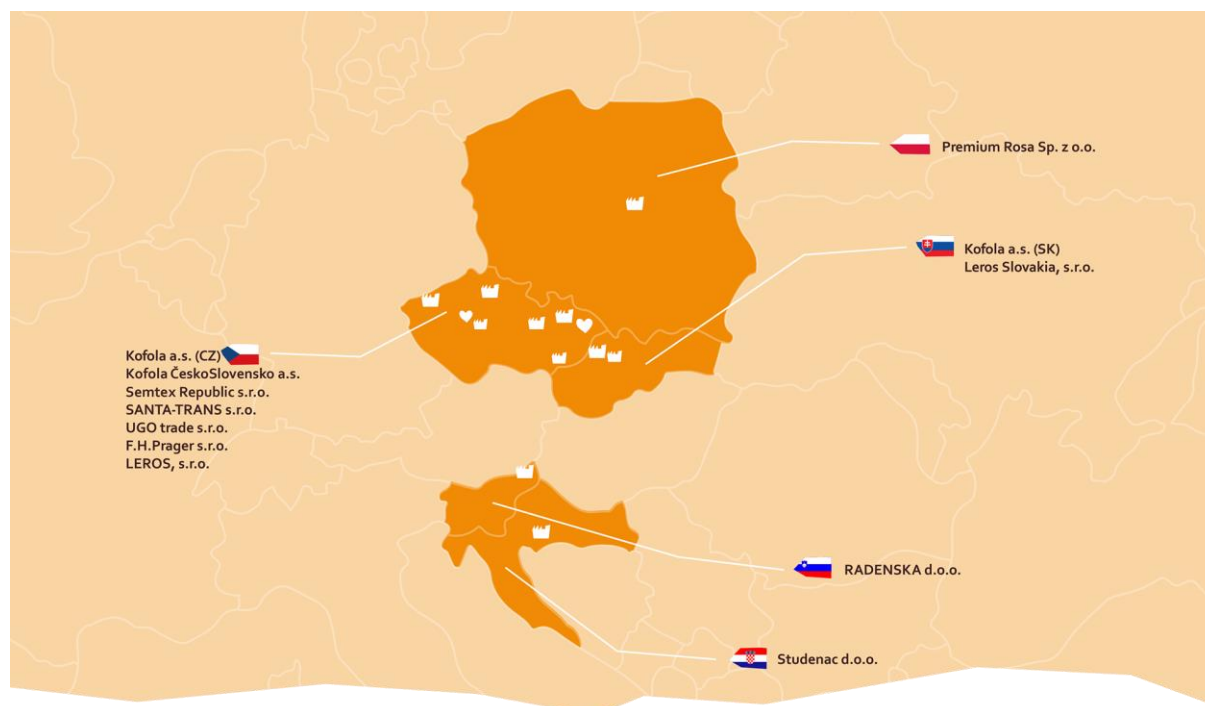 Premium Rosa Sp. z o.o.
Kofola a.s. (SK)
Leros Slovakia, s.r.o.
Kofola a.s. (CZ)
Kofola ČeskoSlovensko a.s.
Semtex Republic s.r.o.
SANTA-TRANS s.r.o.
UGO trade s.r.o.
F.H.Prager s.r.o.
LEROS, s.r.o.
RADENSKA d.o.o.
Studenac d.o.o.